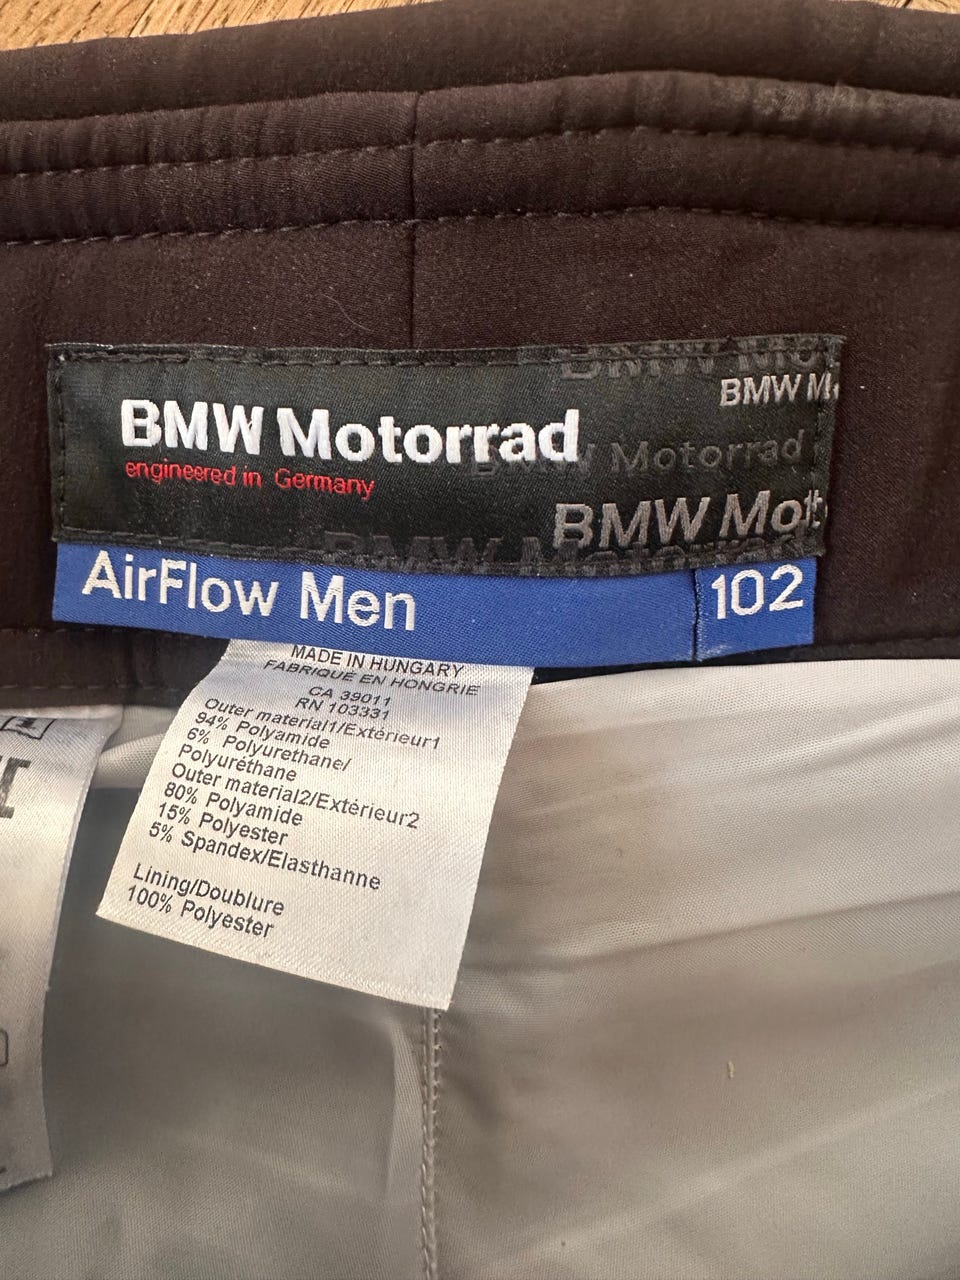 BMW Motorrad
engineered in Germany
BMW M
Motorrad
BMW Mot
AirFlow Men
102
MADE IN HUNGARY
FABRIQUÉ EN HONGRIE
CA 39011
RN 103331
Outer material1/Extérieur1
94% Polyamide
6% Polyurethane/
Polyuréthane
Outer material2/Extérieur2
80% Polyamide
15% Polyester
5% Spandex/Elasthanne
Lining/Doublure
100% Polyester